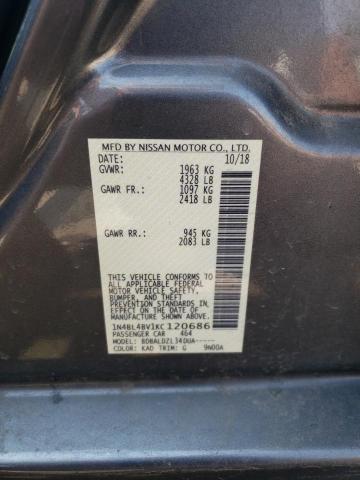 MFD BY NISSAN MOTOR CO., LTD.
DATE: 10/18
GVWR: 1963 KG
4328 LB
GAWR FR.: 1097 KG
2418 LB
GAWR RR.: 945 KG
2083 LB
THIS VEHICLE CONFORMS TO
ALL APPLICABLE FEDERAL
MOTOR VEHICLE SAFETY,
BUMPER, AND THEFT
PREVENTION STANDARDS
IN EFFECT ON THE DATE OF
MANUFACTURE SHOWN ABOVE.
1N4BL4BV1KC120686
PASSENGER CAR 464
MODEL: BDBALDZL34DUA-----
COLOR: KAD TRIM: G